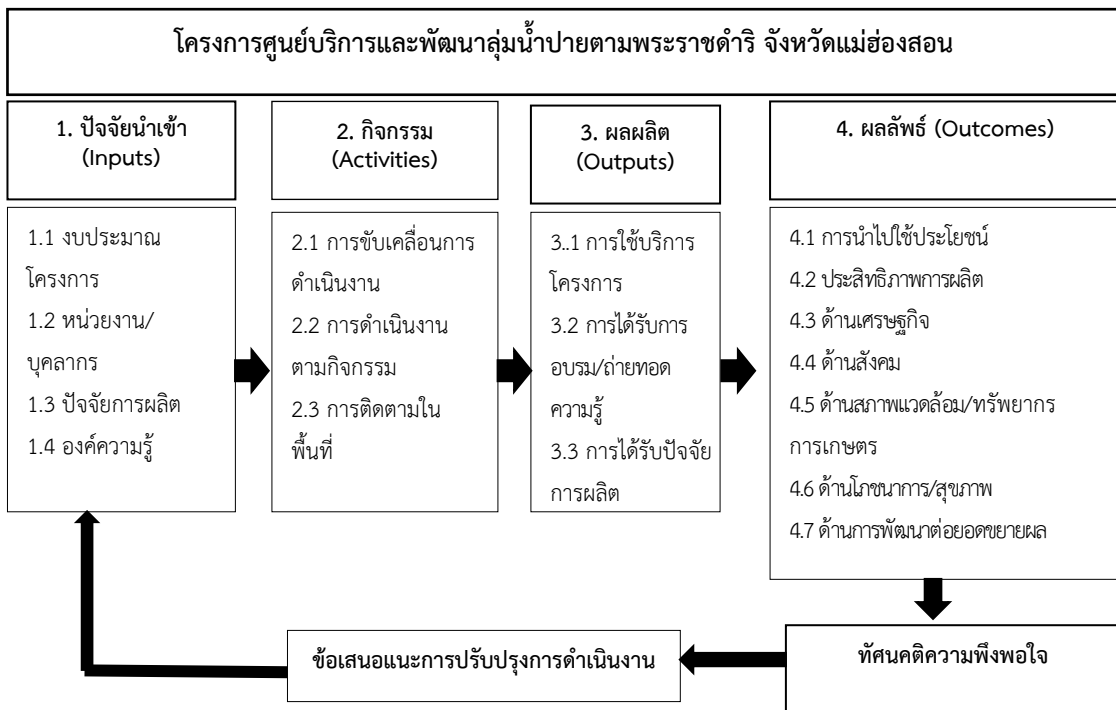 โครงการศูนย์บริการและพัฒนาลุ่มน้ำปายตามพระราชดำริ จังหวัดแม่ฮ่องสอน
1. ปัจจัยนำเข้า
(Inputs)
1.1 งบประมาณ
โครงการ
1.2 หน่วยงาน/
บุคลากร
1.3 ปัจจัยการผลิต
1.4 องค์ความรู้
2. กิจกรรม
(Activities)
2.1 การขับเคลื่อนการ
ดำเนินงาน
2.2 การดำเนินงาน
ตามกิจกรรม
2.3 การติดตามใน
พื้นที่
3. ผลผลิต
(Outputs)
3..1 การใช้บริการ
โครงการ
3.2 การได้รับการ
อบรม/ถ่ายทอด
ความรู้
3.3 การได้รับปัจจัย
การผลิต
4. ผลลัพธ์ (Outcomes)
4.1 การนำไปใช้ประโยชน์
4.2 ประสิทธิภาพการผลิต
4.3 ด้านเศรษฐกิจ
4.4 ด้านสังคม
4.5 ด้านสภาพแวดล้อม/ทรัพยากร
การเกษตร
4.6 ด้านโภชนาการ/สุขภาพ
4.7 ด้านการพัฒนาต่อยอดขยายผล
ทัศนคติความพึงพอใจ
ข้อเสนอแนะการปรับปรุงการดำเนินงาน